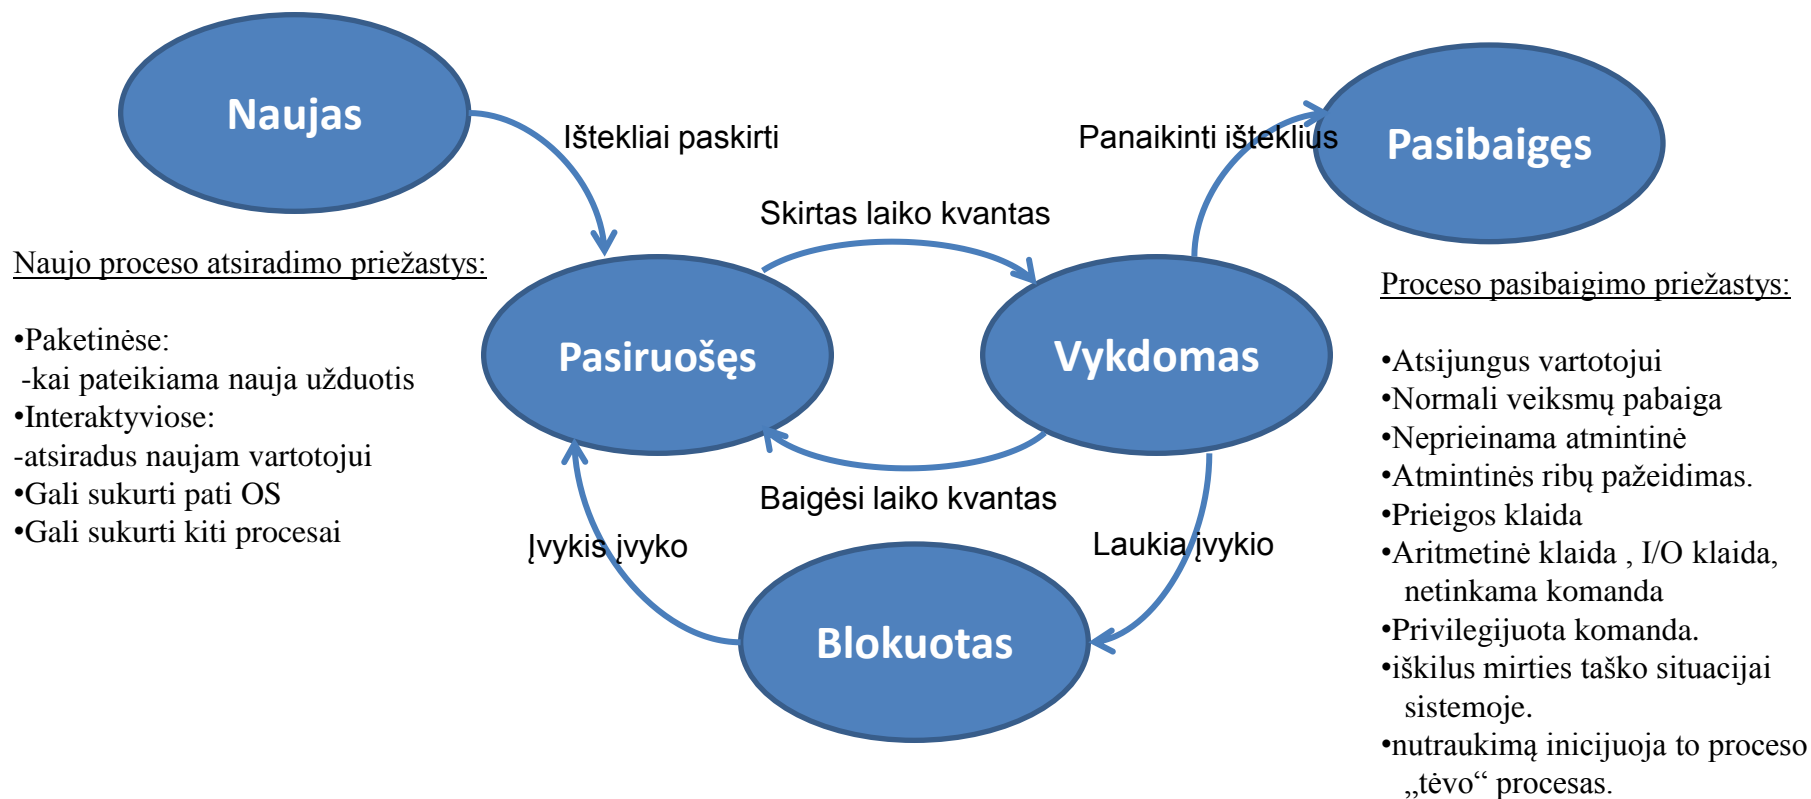 Naujas
Ištekliai paskirti
Panaikinti išteklius
Pasibaigęs
Skirtas laiko kvantas
Naujo proceso atsiradimo priežastys:
•Paketinėse:
-kai pateikiama nauja užduotis
•Interaktyviose:
-atsiradus naujam vartotojui
•Gali sukurti pati OS
•Gali sukurti kiti procesai
Pasiruošęs
Vykdomas
Baigėsi laiko kvantas
Įvykis įvyko
Laukia įvykio
Blokuotas
Proceso pasibaigimo priežastys:
•Atsijungus vartotojui
•Normali veiksmų pabaiga
•Neprieinama atmintinė
•Atmintinės ribų pažeidimas.
•Prieigos klaida
•Aritmetinė klaida , I/O klaida,
netinkama komanda
•Privilegijuota komanda.
•iškilus mirties taško situacijai
sistemoje.
•nutraukimą inicijuoja to proceso
„tėvo“ procesas.